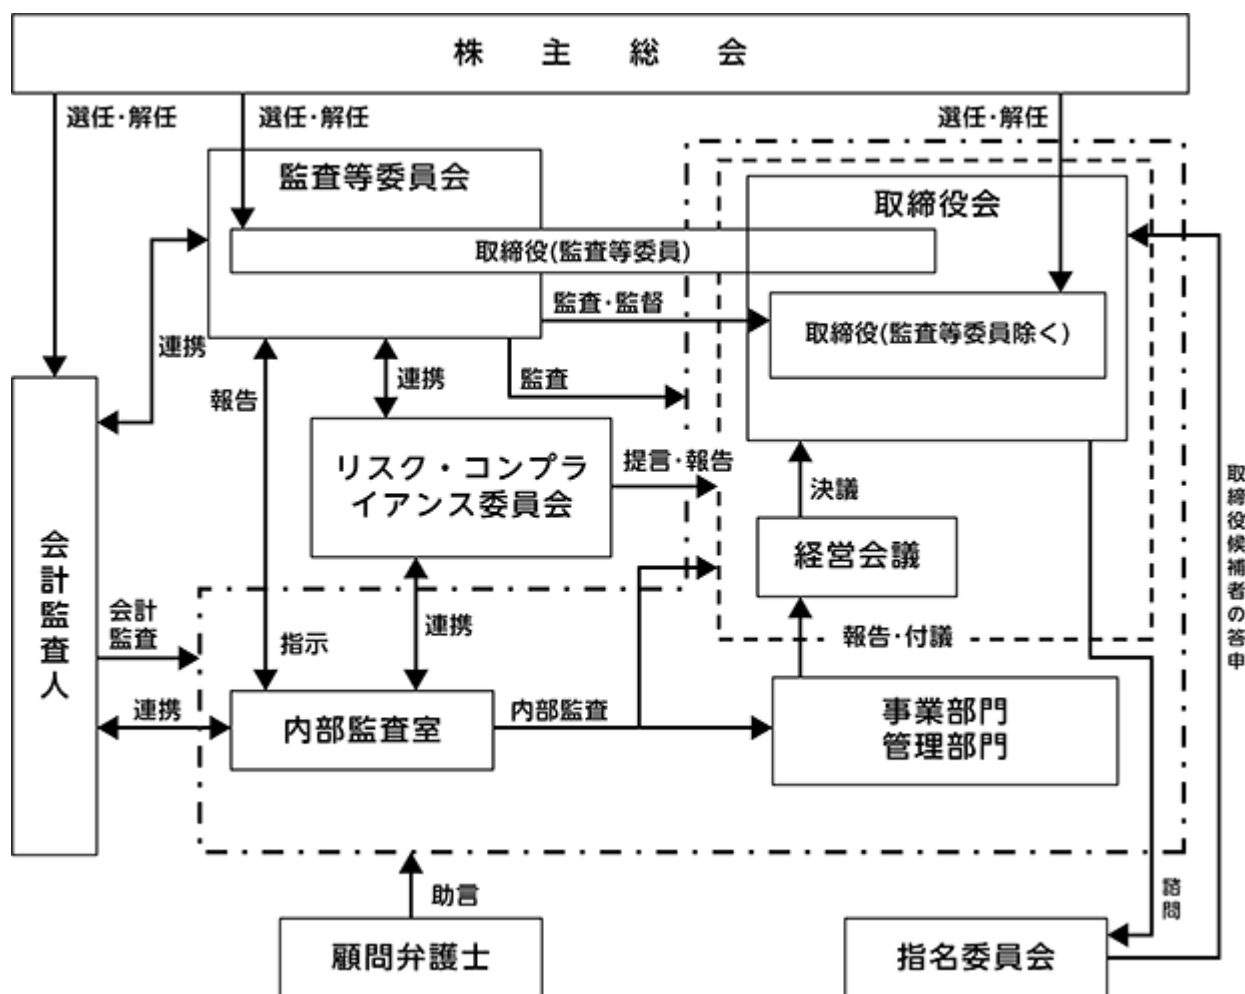 株主総会
選任・解任
選任・解任
選任・解任
監査等委員会
取締役会
取締役(監査等委員)
監査・監督
取締役(監査等委員除く)
連携
報告
連携
監査
リスク・コンプラ
イアンス委員会
提言・報告
決議
経営会議
取締役候補者の答申
会計監査人
会計
監査
連携
指示
報告・付議
連携
内部監査室
内部監査
事業部門
管理部門
助言
諮問
顧問弁護士
指名委員会